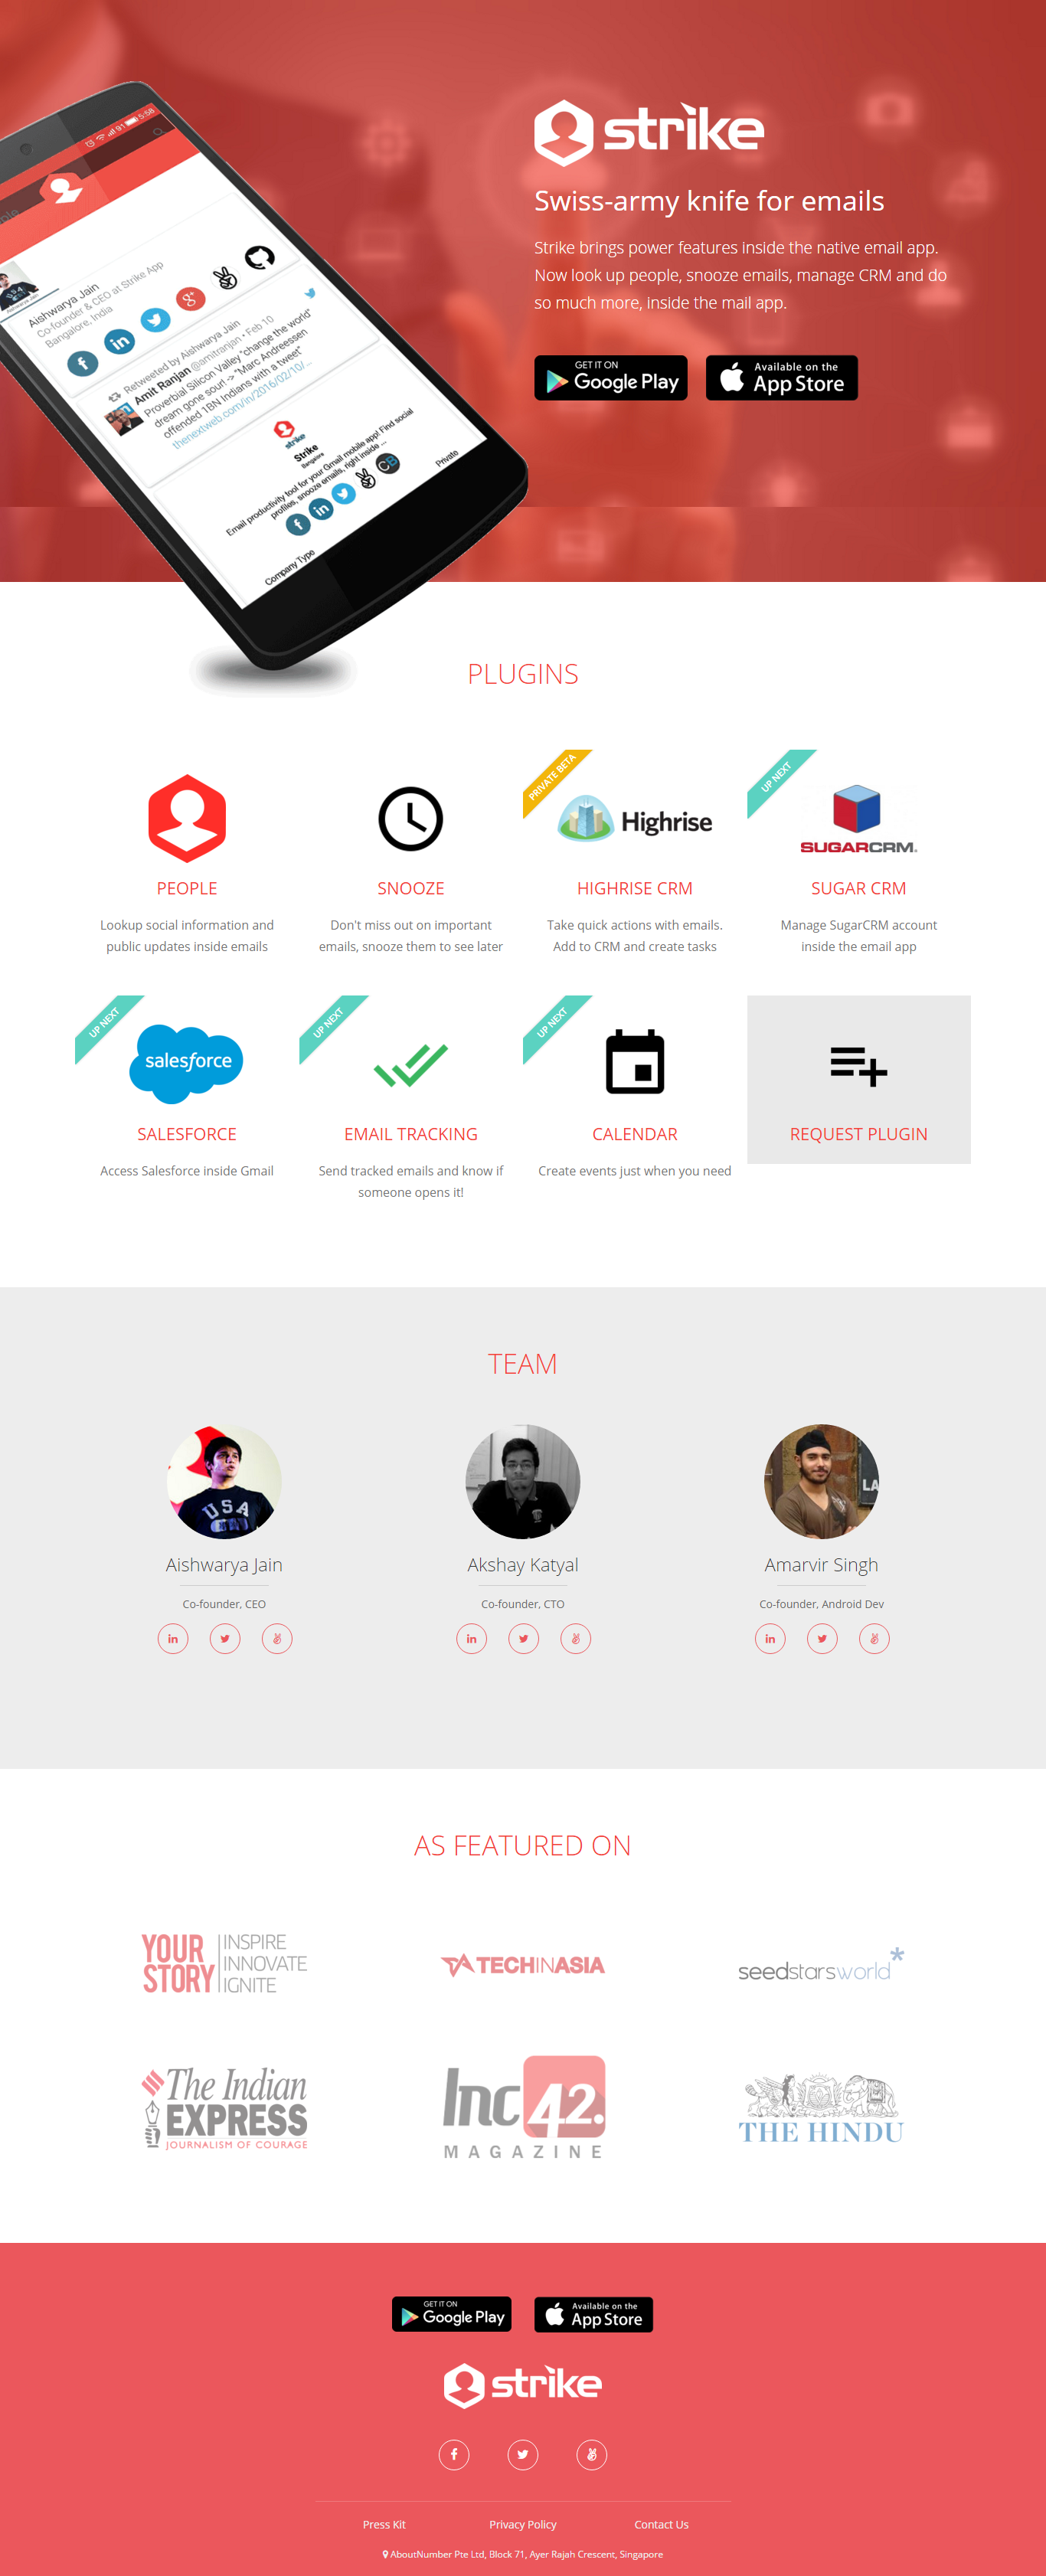 strike
Swiss-army knife for emails
Strike brings power features inside the native email app.
Now look up people, snooze emails, manage CRM and do
so much more, inside the mail app.
GET IT ON
Google Play
Available on the
App Store
91 5:58
Aishwarya Jain
Aishwarya Jain
Co-founder & CEO at Strike App
Bangalore, India
Retweeted by Aishwarya Jain
Amit Ranjan @amitranjan • Feb 10
Proverbial Silicon Valley "change the world"
dream gone sour! -> "Marc Andreessen
offended 1BN Indians with a tweet"
thenextweb.com/in/2016/02/10/...
strike
Strike
Bangalore
Email productivity tool for your Gmail mobile app! Find social
profiles, snooze emails, right inside ...
CB
Company Type
Private
PLUGINS
PEOPLE
Lookup social information and
public updates inside emails
SNOOZE
Don't miss out on important
emails, snooze them to see later
PRIVATE BETA
Highrise
HIGHRISE CRM
Take quick actions with emails.
Add to CRM and create tasks
UP NEXT
SUGARCRM.
SUGAR CRM
Manage SugarCRM account
inside the email app
UP NEXT
salesforce
SALESFORCE
Access Salesforce inside Gmail
UP NEXT
EMAIL TRACKING
Send tracked emails and know if
someone opens it!
UP NEXT
CALENDAR
Create events just when you need
REQUEST PLUGIN
TEAM
USA
Aishwarya Jain
Co-founder, CEO
Akshay Katyal
Co-founder, CTO
LA
Amarvir Singh
Co-founder, Android Dev
AS FEATURED ON
YOUR STORY
INSPIRE
INNOVATE
IGNITE
TECHINASIA
seedstarsworld*
The Indian
EXPRESS
JOURNALISM OF COURAGE
Inc42.
MAGAZINE
THE HINDU
GET IT ON
Google Play
Available on the
App Store
strike
Press Kit
Privacy Policy
Contact Us
AboutNumber Pte Ltd, Block 71, Ayer Rajah Crescent, Singapore